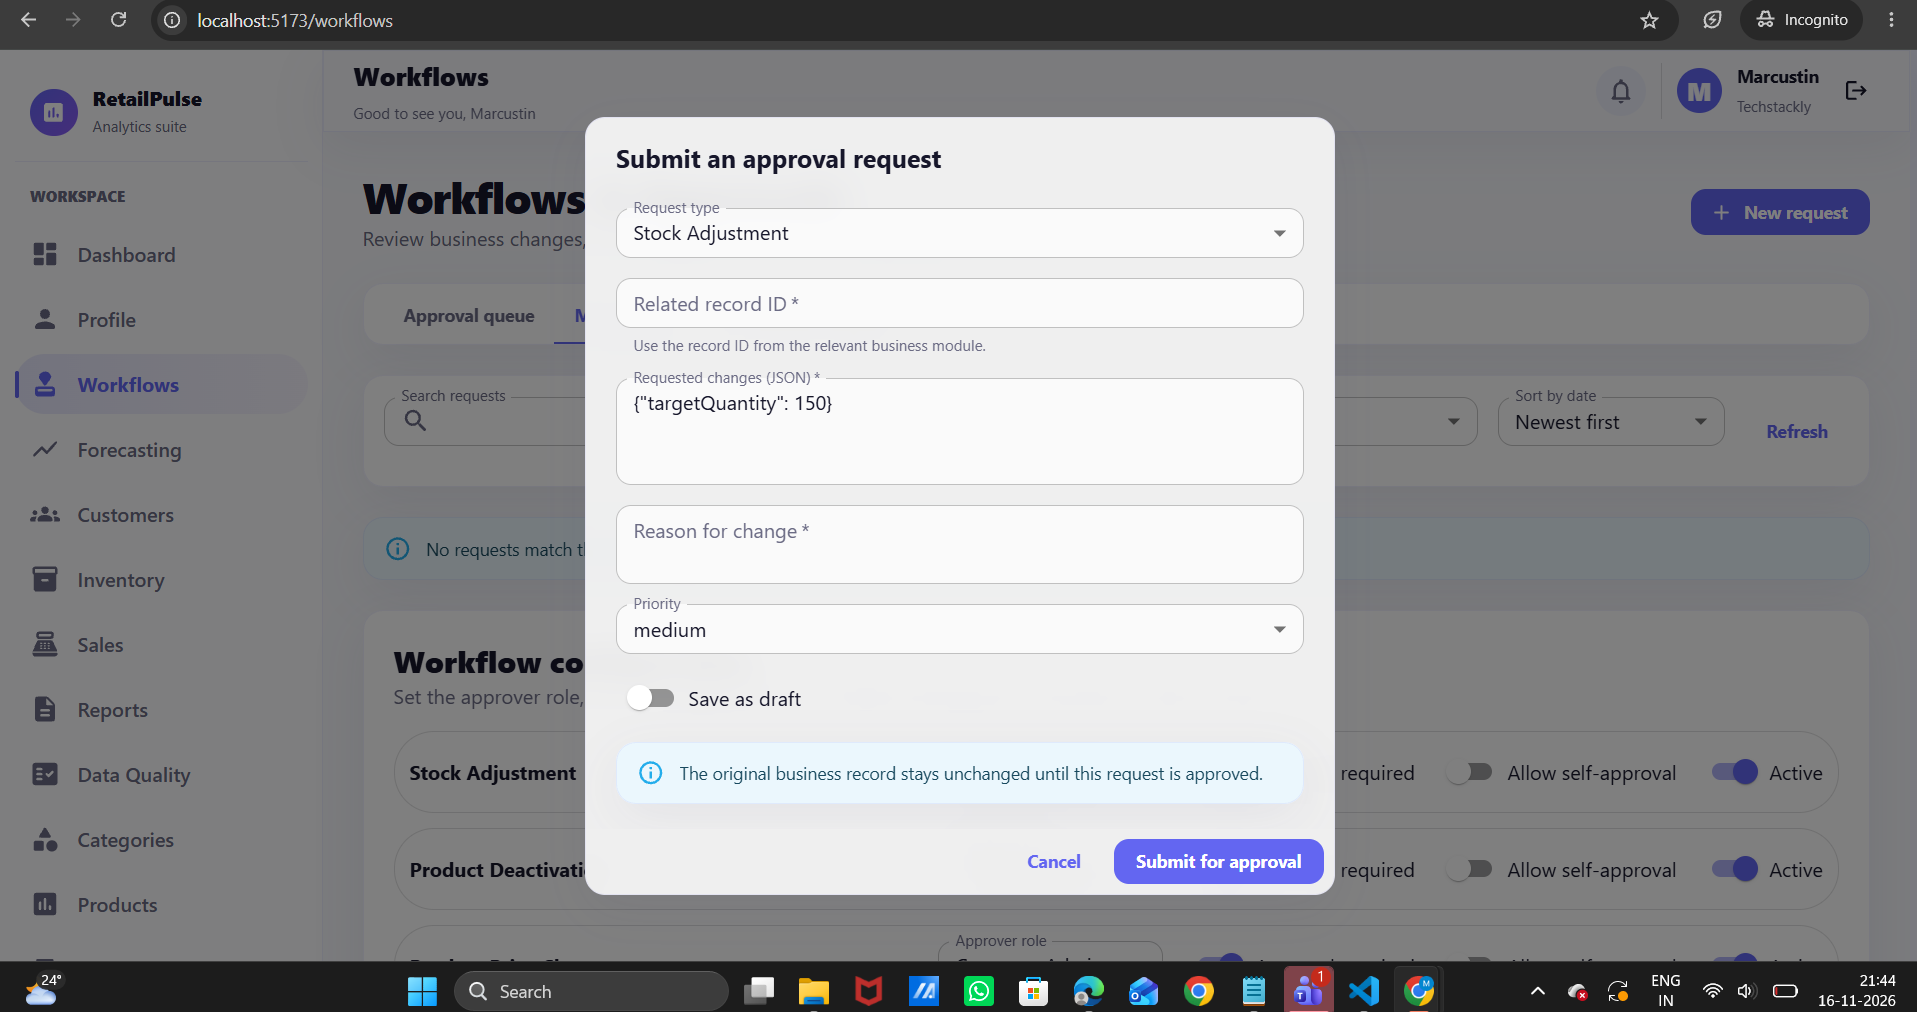 localhost:5173/workflows
Incognito
RetailPulse
Analytics suite
Workflows
Good to see you, Marcustin
M
Marcustin
Techstackly
WORKSPACE
Dashboard
Profile
Workflows
Forecasting
Customers
Inventory
Sales
Reports
Data Quality
Categories
Products
Workflows
Review business changes,
New request
Approval queue
Search requests
Sort by date
Newest first
Refresh
No requests match
Workflow co
Set the approver role,
Stock Adjustment
required
Allow self-approval
Active
Product Deactivati
required
Allow self-approval
Active
Approver role
Submit an approval request
Request type
Stock Adjustment
Related record ID *
Use the record ID from the relevant business module.
Requested changes (JSON) *
{"targetQuantity": 150}
Reason for change *
Priority
medium
Save as draft
The original business record stays unchanged until this request is approved.
Cancel
Submit for approval
24°
Search
1
ENG
IN
21:44
16-11-2026